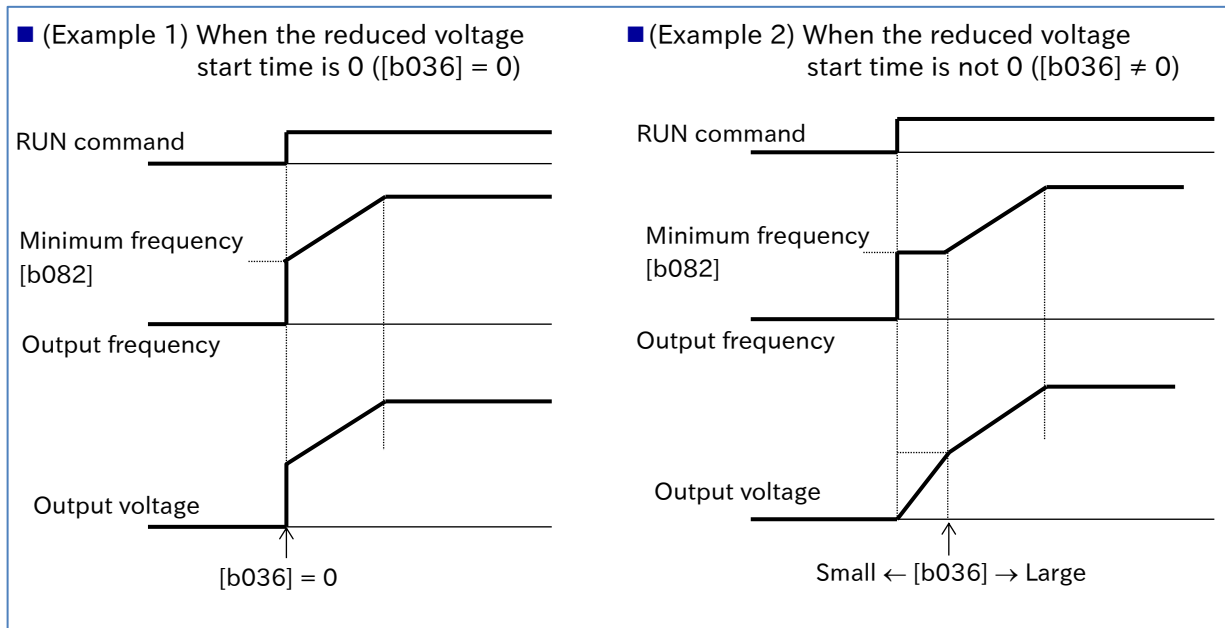 ■ (Example 1) When the reduced voltage
start time is 0 ([b036] = 0)
RUN command
Minimum frequency
[b082]
Output frequency
Output voltage
[b036] = 0
■ (Example 2) When the reduced voltage
start time is not 0 ([b036] ≠ 0)
RUN command
Minimum frequency
[b082]
Output frequency
Output voltage
Small ← [b036] → Large